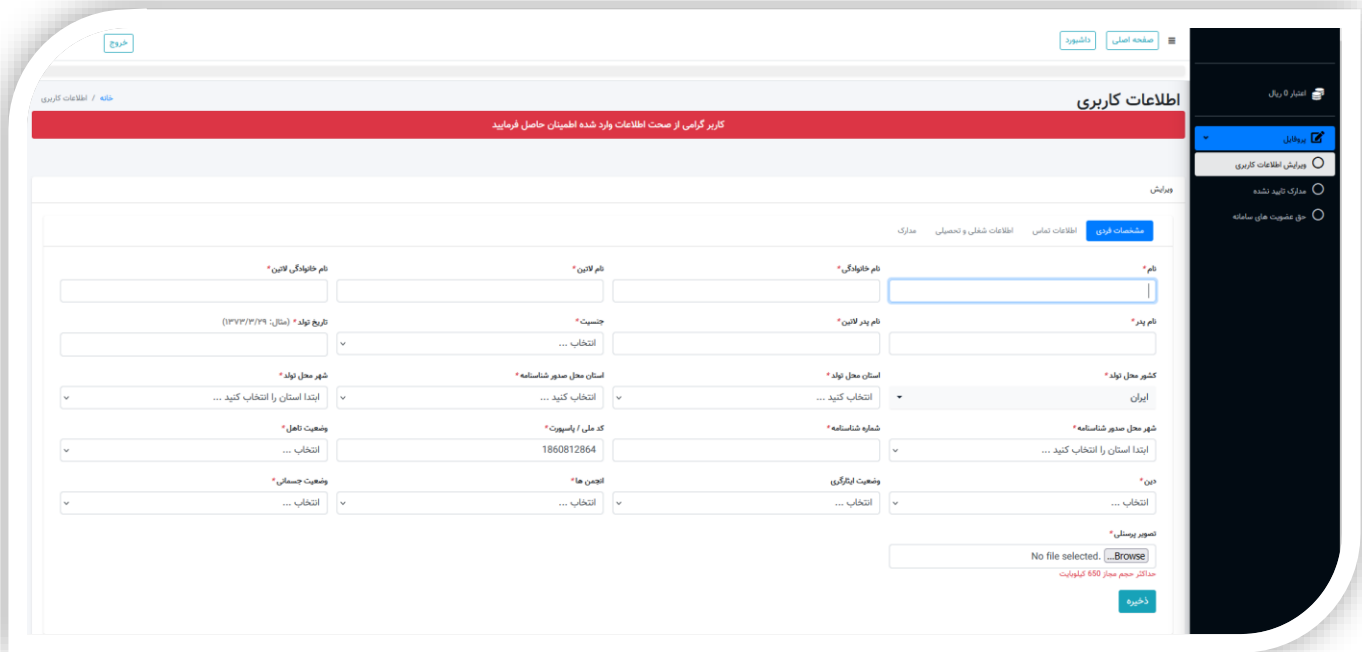 صفحه اصلی داشبورد خروج
اعتبار 0 ریال
پروفایل
ویرایش اطلاعات کاربری
مدارک تایید نشده
حق عضویت های سامانه
اطلاعات کاربری
خانه / اطلاعات کاربری
کاربر گرامی از صحت اطلاعات وارد شده اطمینان حاصل فرمایید
ویرایش
مشخصات فردی اطلاعات تماس اطلاعات شغلی و تحصیلی مدارک
نام * نام خانوادگی * نام لاتین * نام خانوادگی لاتین *
نام پدر * نام پدر لاتین * جنسیت * تاریخ تولد * (مثال: ۱۳۷۳/۳/۲۹)
انتخاب ...
کشور محل تولد * استان محل تولد * استان محل صدور شناسنامه * شهر محل تولد *
ایران انتخاب کنید ... انتخاب کنید ... ابتدا استان را انتخاب کنید ...
شهر محل صدور شناسنامه * شماره شناسنامه * کد ملی / پاسپورت * وضعیت تاهل *
ابتدا استان را انتخاب کنید ... 1860812864 انتخاب ...
دین * وضعیت ایثارگری انجمن ها * وضعیت جسمانی *
انتخاب ... انتخاب ... انتخاب ... انتخاب ...
تصویر پرسنلی *
Browse... No file selected.
حداکثر حجم مجاز 650 کیلوبایت
ذخیره